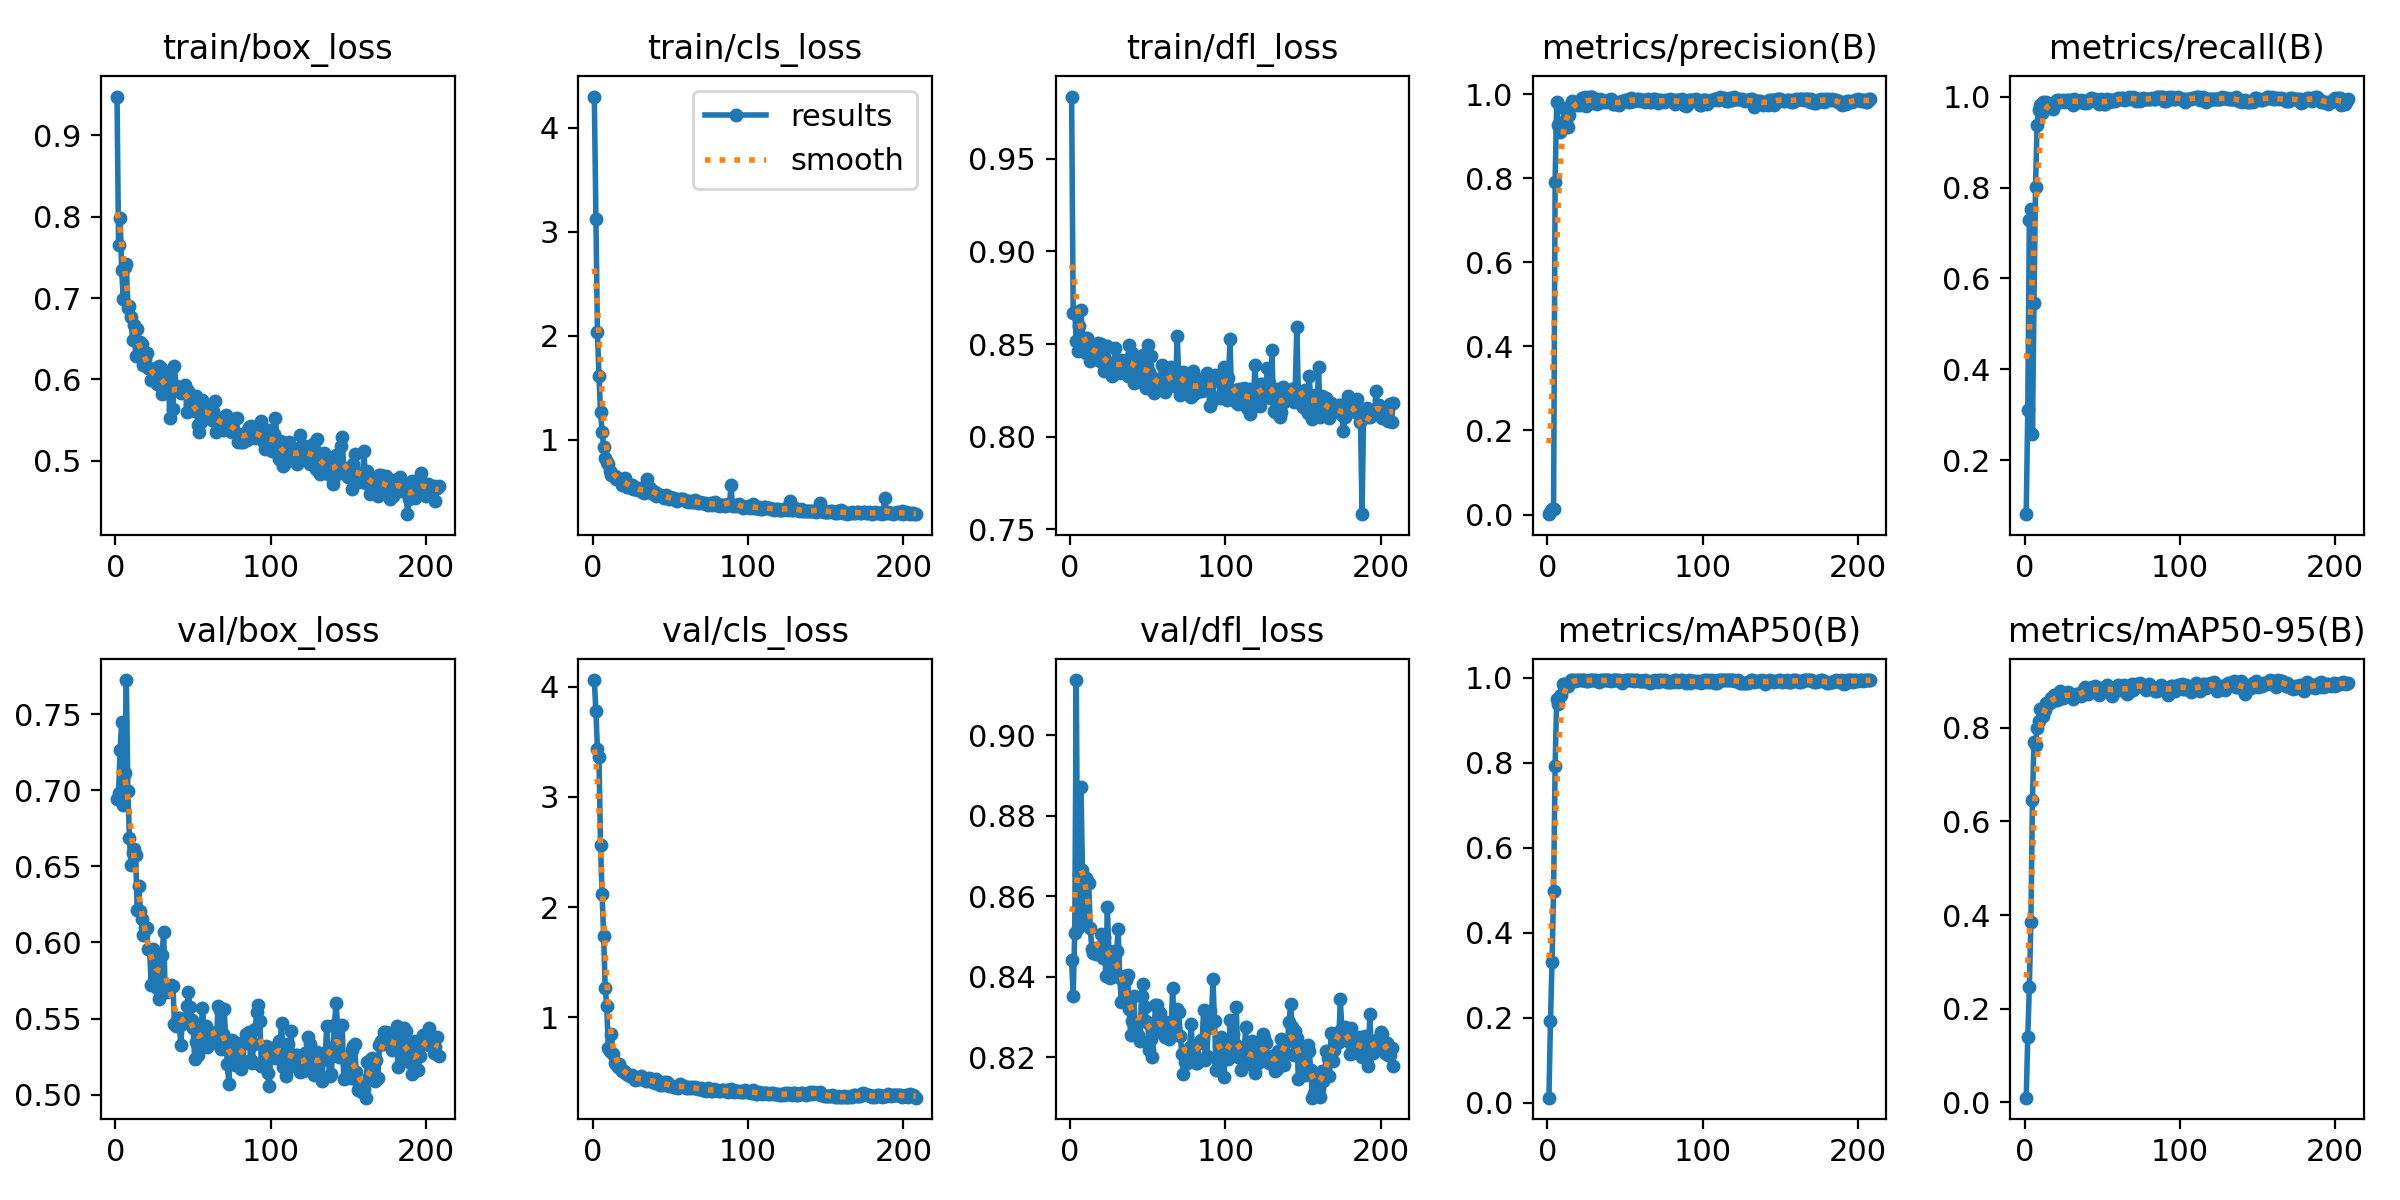 train/box_loss
0.9
0.8
0.7
0.6
0.5
0 100 200
train/cls_loss
results
smooth
4
3
2
1
0 100 200
train/dfl_loss
0.95
0.90
0.85
0.80
0.75
0 100 200
metrics/precision(B)
1.0
0.8
0.6
0.4
0.2
0.0
0 100 200
metrics/recall(B)
1.0
0.8
0.6
0.4
0.2
0 100 200
val/box_loss
0.75
0.70
0.65
0.60
0.55
0.50
0 100 200
val/cls_loss
4
3
2
1
0 100 200
val/dfl_loss
0.90
0.88
0.86
0.84
0.82
0 100 200
metrics/mAP50(B)
1.0
0.8
0.6
0.4
0.2
0.0
0 100 200
metrics/mAP50-95(B)
0.8
0.6
0.4
0.2
0.0
0 100 200